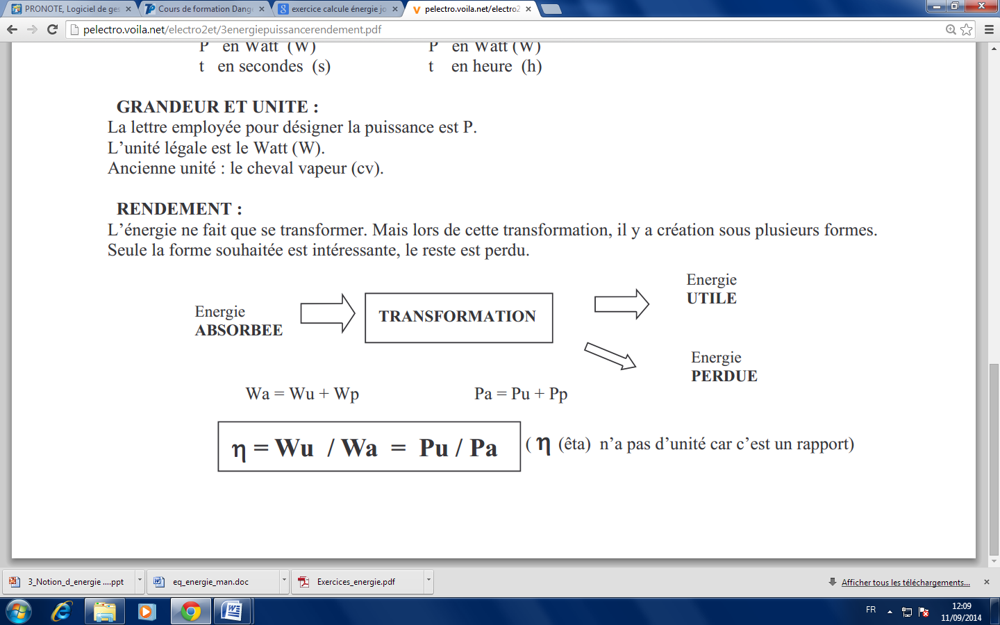 PRONOTE, Logiciel de ges
Cours de formation Dang
exercice calcule énergie jo
pelectro.voila.net/electro2
pelectro.voila.net/electro2et/3energiepuissancerendement.pdf
P en Watt (W) P en Watt (W)
t en secondes (s) t en heure (h)
GRANDEUR ET UNITE :
La lettre employée pour désigner la puissance est P.
L’unité légale est le Watt (W).
Ancienne unité : le cheval vapeur (cv).
RENDEMENT :
L’énergie ne fait que se transformer. Mais lors de cette transformation, il y a création sous plusieurs formes.
Seule la forme souhaitée est intéressante, le reste est perdu.
Energie
ABSORBEE
TRANSFORMATION
Energie
UTILE
Energie
PERDUE
Wa = Wu + Wp Pa = Pu + Pp
η = Wu / Wa = Pu / Pa ( η (êta) n’a pas d’unité car c’est un rapport)
3_Notion_d_energie ....ppt
eq_energie_man.doc
Exercices_energie.pdf
Afficher tous les téléchargements...
FR
12:09
11/09/2014